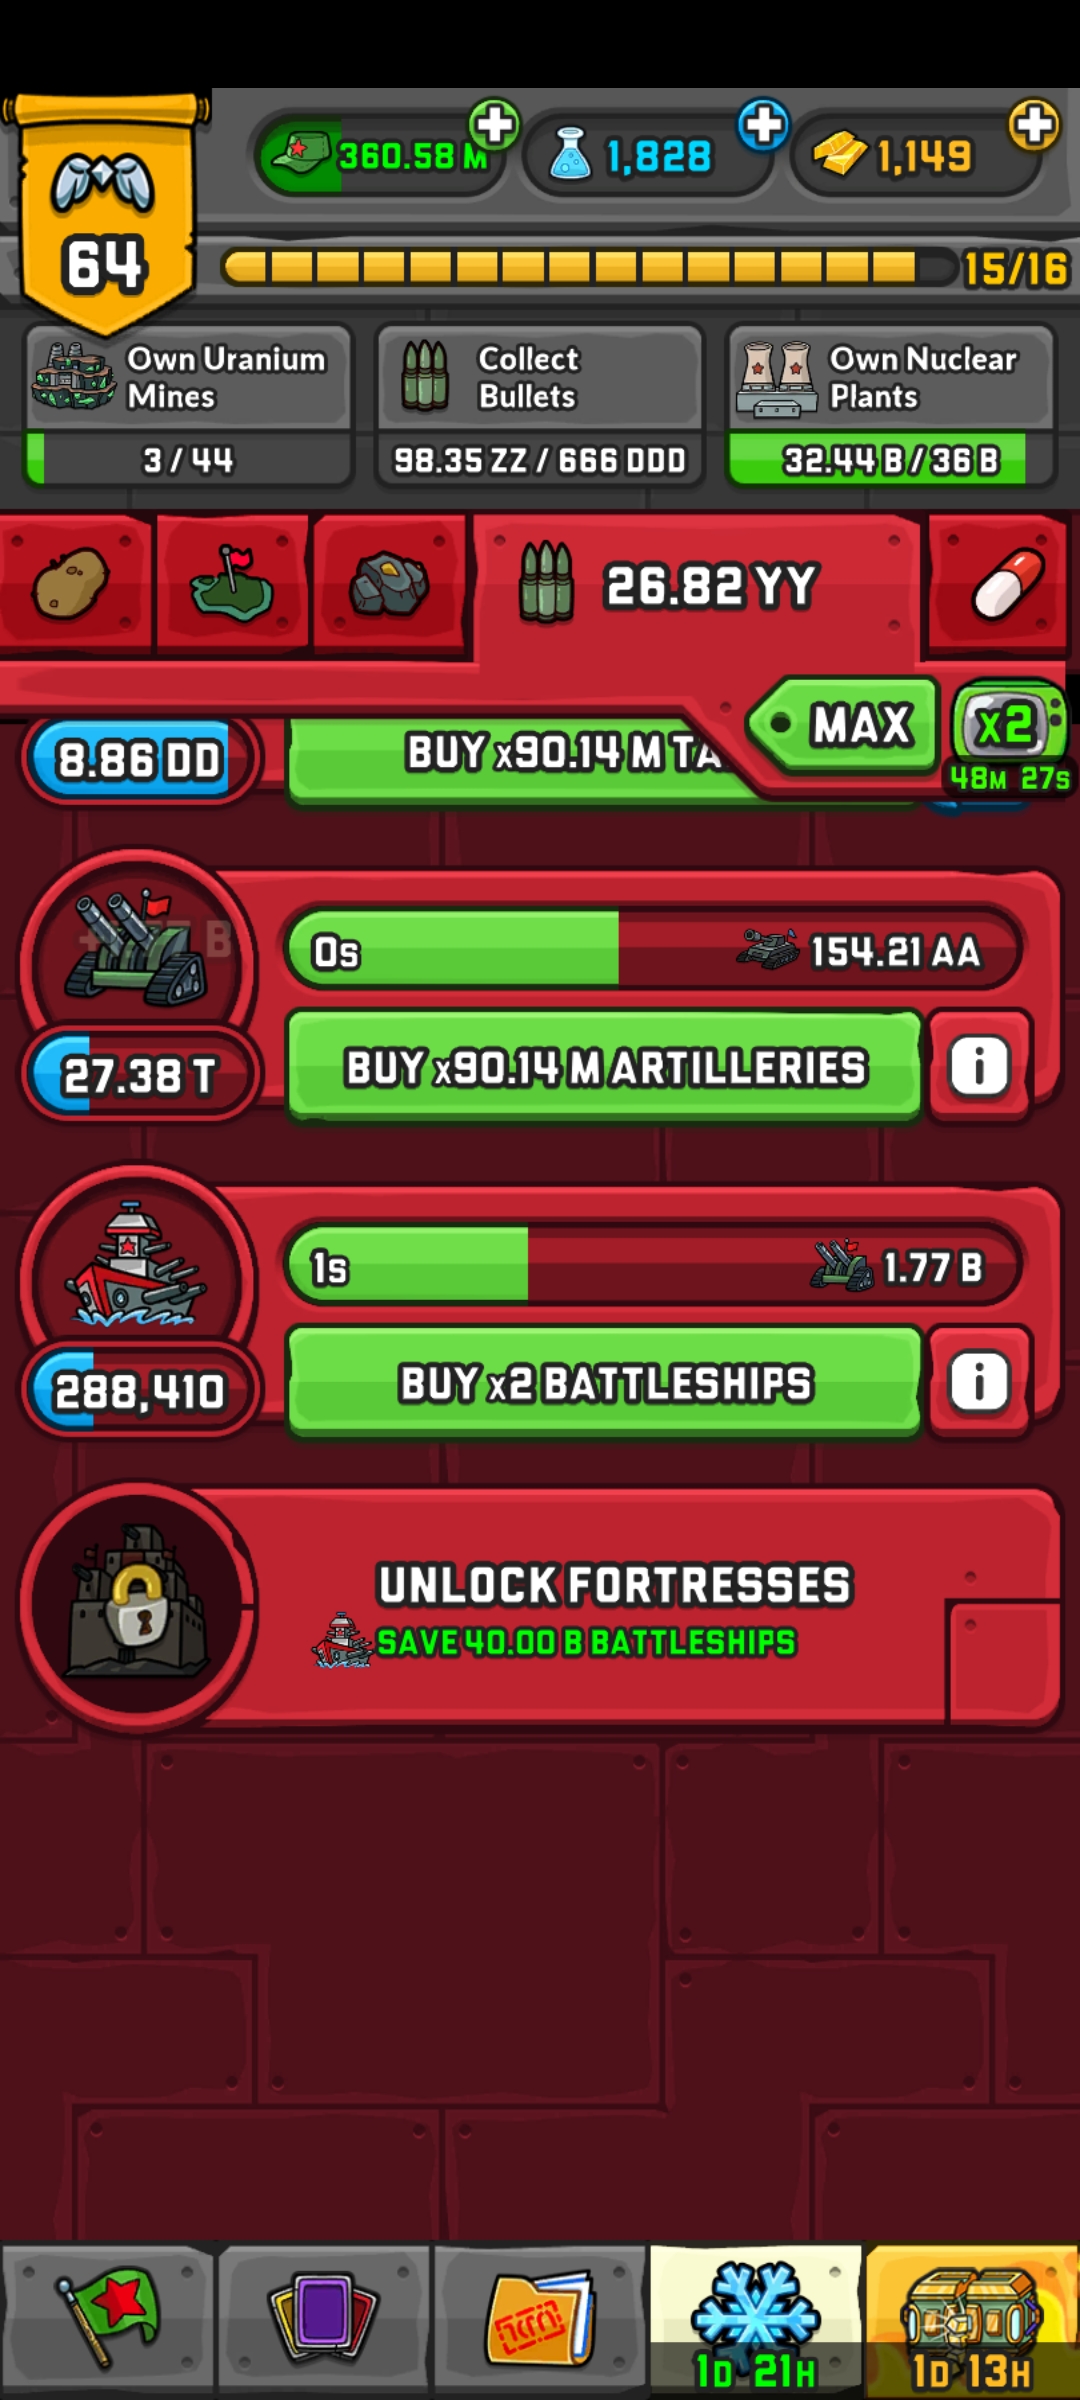 64
360.58 M
1,828
1,149
15/16
Own Uranium
Mines
3 / 44
Collect
Bullets
98.35 ZZ / 666 DDD
Own Nuclear
Plants
32.44 B / 36 B
26.82 YY
MAX
x2
48M 27S
8.86 DD
BUY x90.14 M TA
0s
154.21 AA
27.38 T
BUY x90.14 M ARTILLERIES
i
1s
1.77 B
288,410
BUY x2 BATTLESHIPS
i
UNLOCK FORTRESSES
SAVE 40.00 B BATTLESHIPS
1D 21H
1D 13H